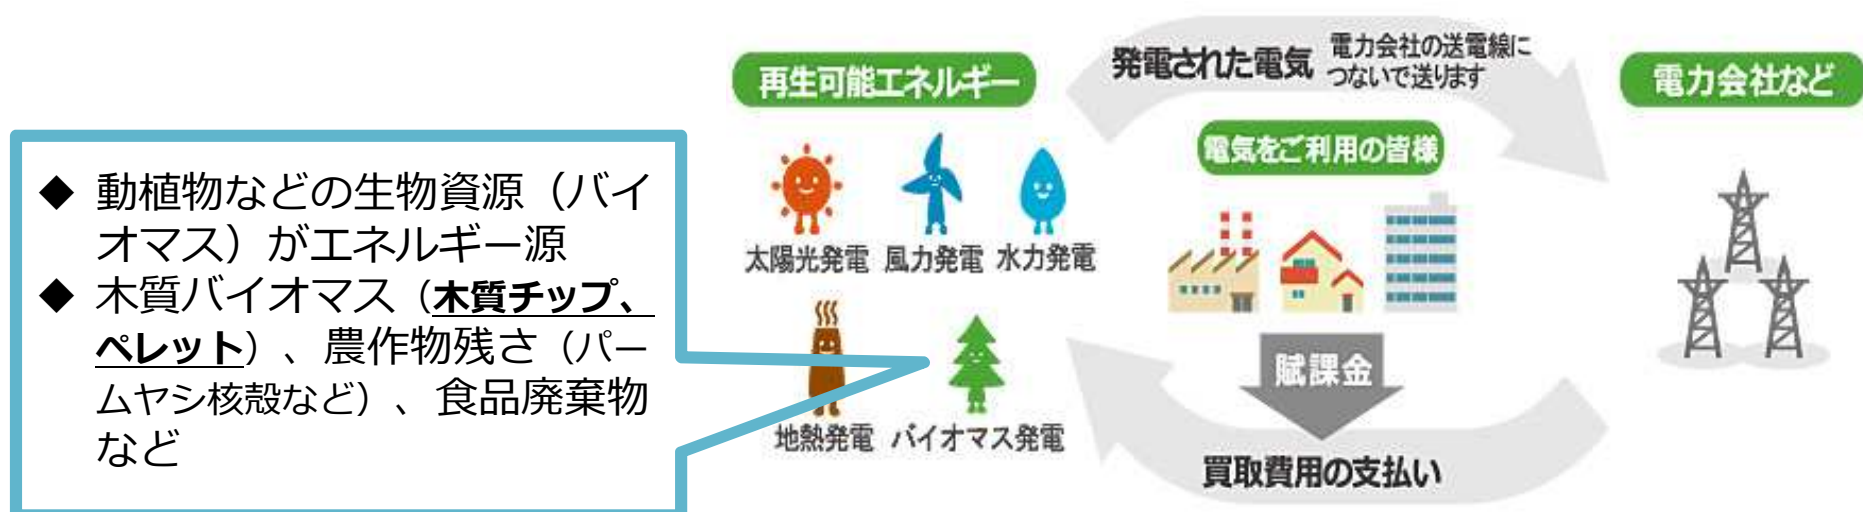 ◆ 動植物などの生物資源（バイ
オマス）がエネルギー源
◆ 木質バイオマス（木質チップ、
ペレット）、農作物残さ（パー
ムヤシ核殻など）、食品廃棄物
など
再生可能エネルギー
太陽光発電 風力発電 水力発電
地熱発電 バイオマス発電
発電された電気
電力会社の送電線に
つないで送ります
電気をご利用の皆様
賦課金
買取費用の支払い
電力会社など